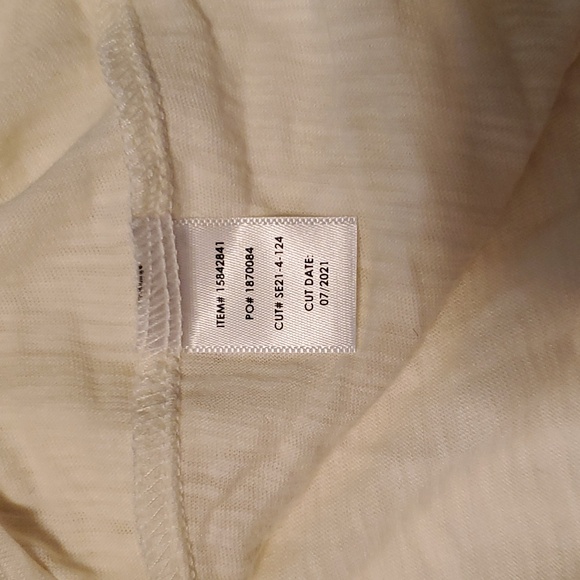 ITEM# 15842841
PO# 1870084
CUT# SE21-4-124
CUT DATE:
07/2021